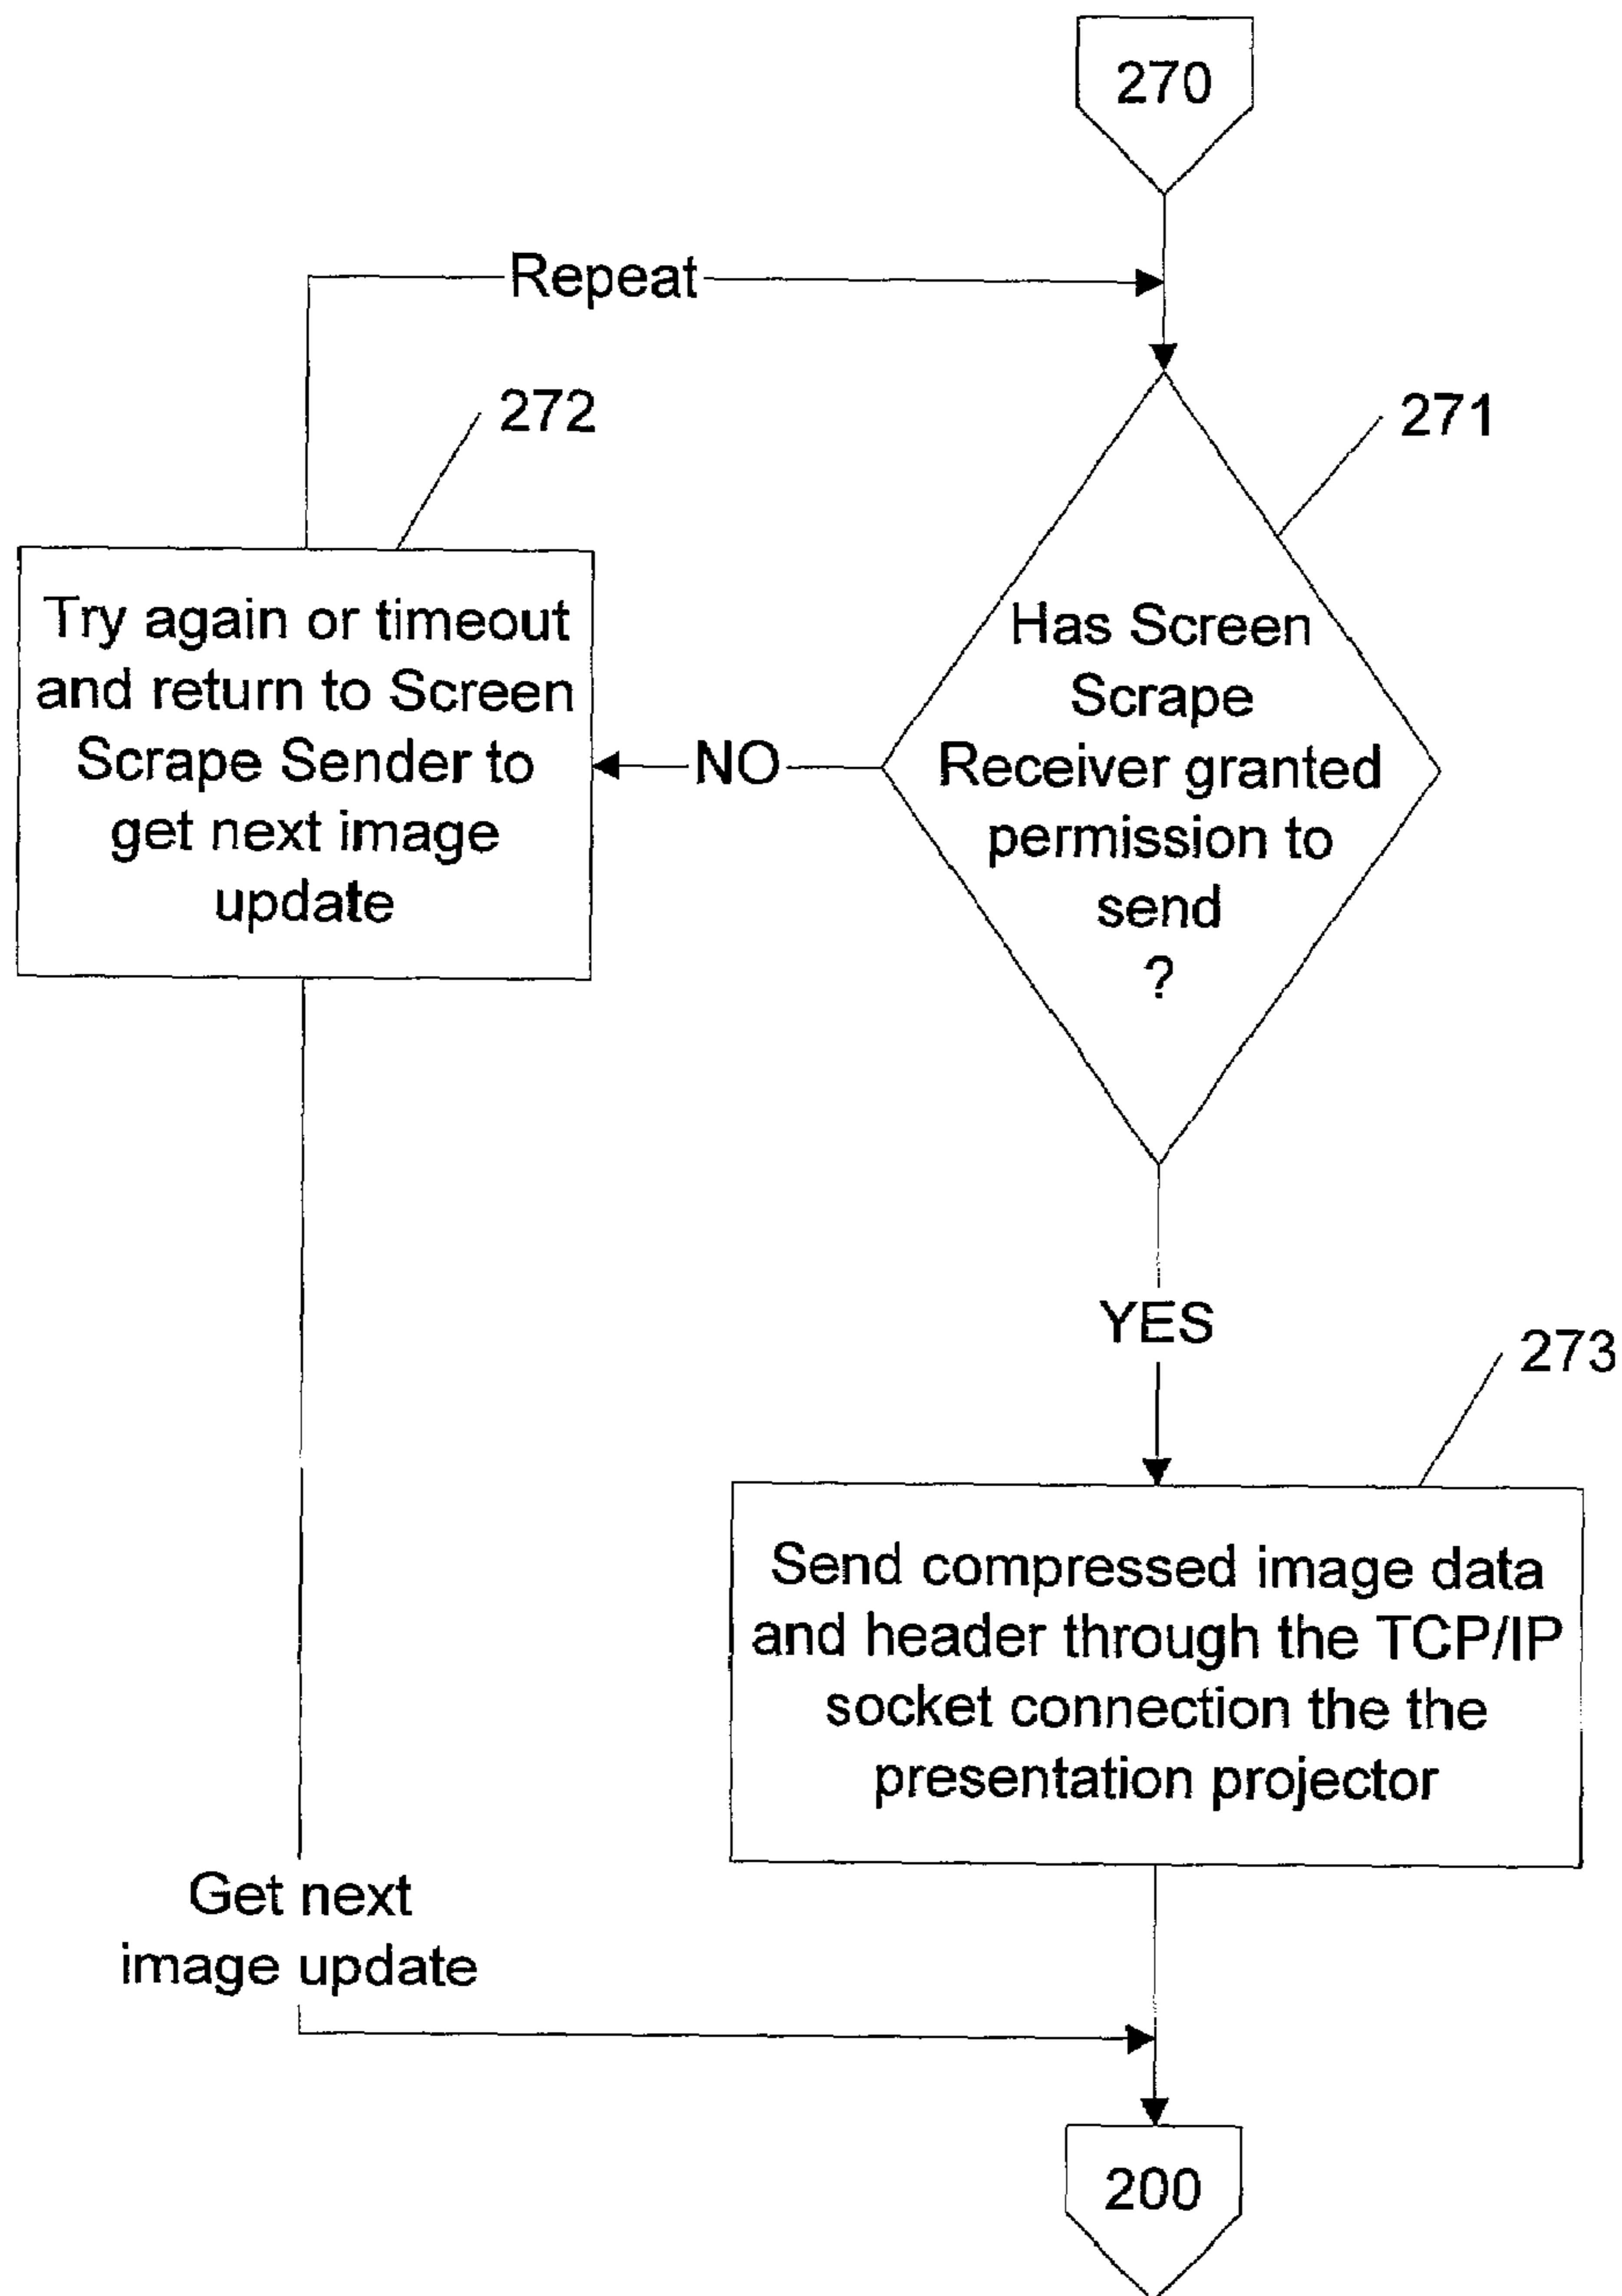 270
Repeat
272
271
Try again or timeout
and return to Screen
Scrape Sender to
get next image
update
NO
Has Screen
Scrape
Receiver granted
permission to
send
?
YES
273
Send compressed image data
and header through the TCP/IP
socket connection the the
presentation projector
Get next
image update
200